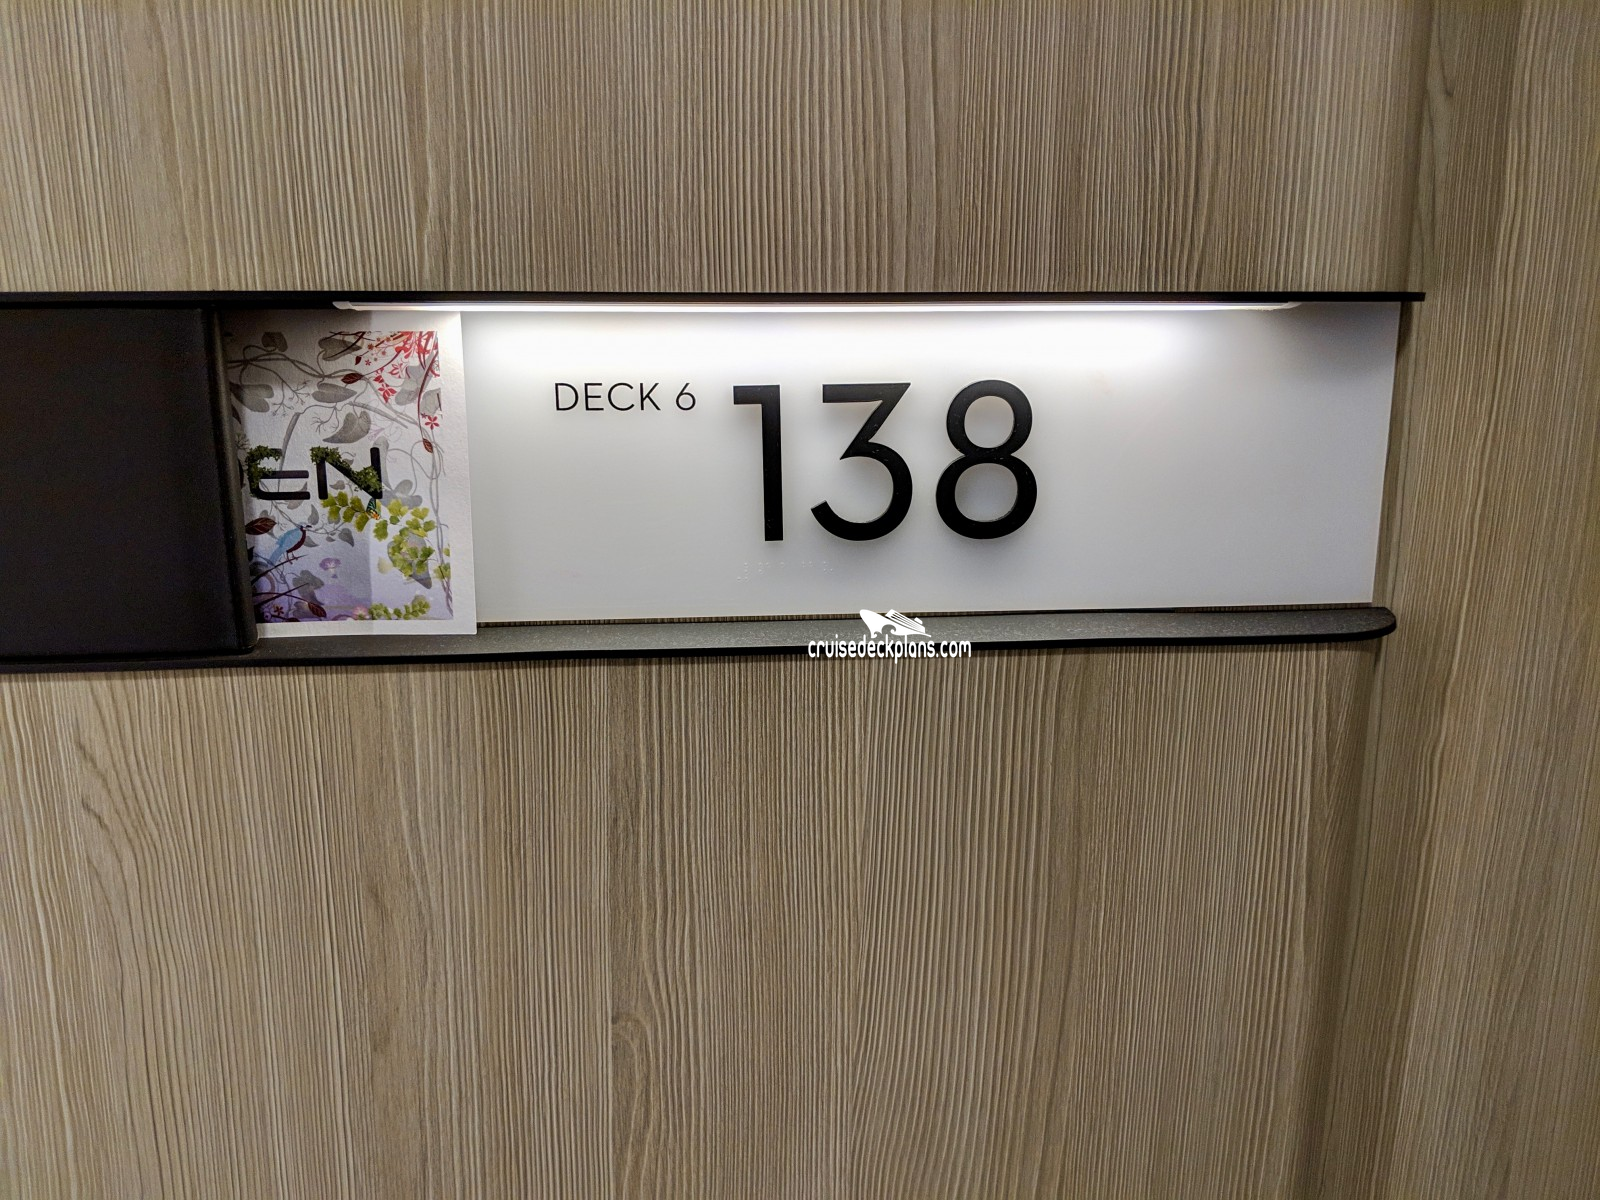 EN
DECK 6 138
cruisedeckplans.com